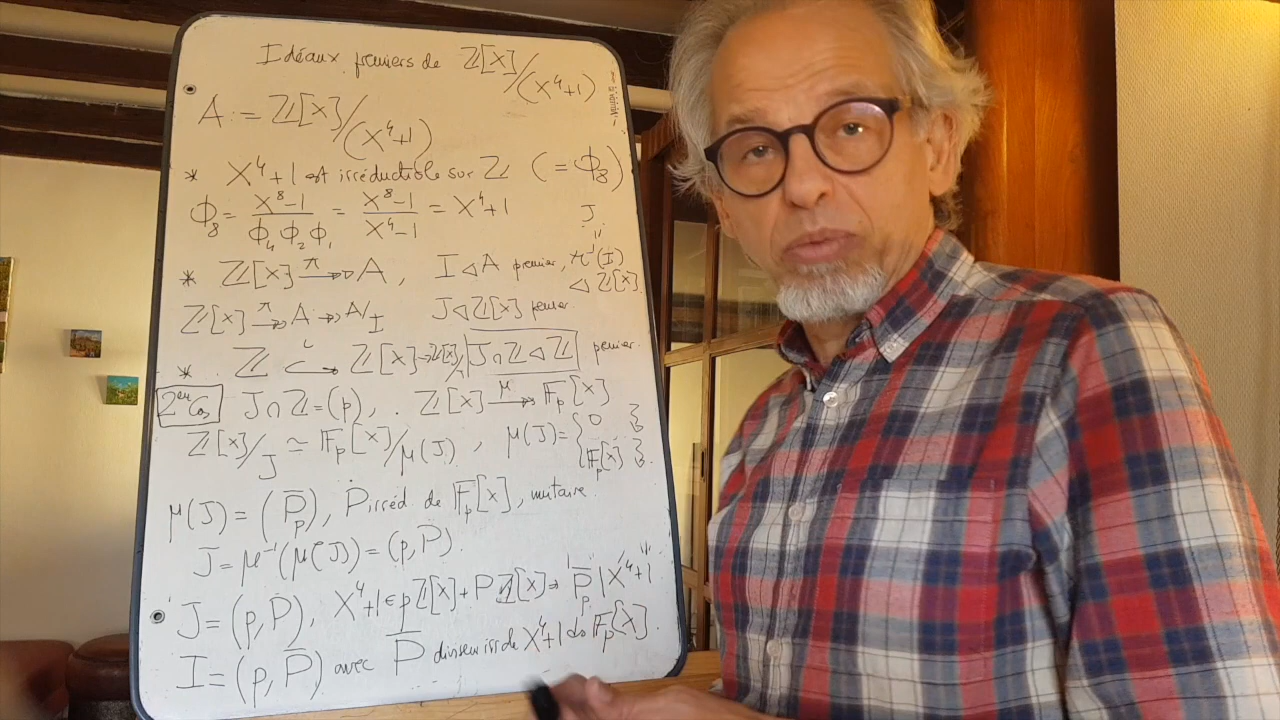 Idéaux premiers de ℤ[X]/(X⁴+1)
A := ℤ[X]/(X⁴+1)
* X⁴+1 est irréductible sur ℤ (= Φ₈)
Φ₈ = X⁸-1/Φ₄Φ₂Φ₁ = X⁸-1/X⁴-1 = X⁴+1
J
"
* ℤ[X] π ↠ A, I ◁ A premier, π⁻¹(I)
◁ ℤ[X].
ℤ[X] π ↠ A ↠ A/I J ◁ ℤ[X] premier.
* ℤ ↪ ℤ[X] → ℤ[X]/J J∩ℤ ◁ ℤ premier.
2ème Cas J∩ℤ = (p), . ℤ[X] μ ↠ 𝔽p[X]
ℤ[X]/J ≃ 𝔽p[X]/μ(J), μ(J) = { 0 }
{ 𝔽p[X] }.
μ(J) = (P̄p), P irréd de 𝔽p[X], unitaire.
J = μ⁻¹(μ(J)) = (p, P).
J = (p, P), X⁴+1 ∈ pℤ[X] + Pℤ[X] ⇒ P̄p | X⁴+1
I = (p, P̄) avec P̄ diviseur irr de X⁴+1 ds 𝔽p[X].